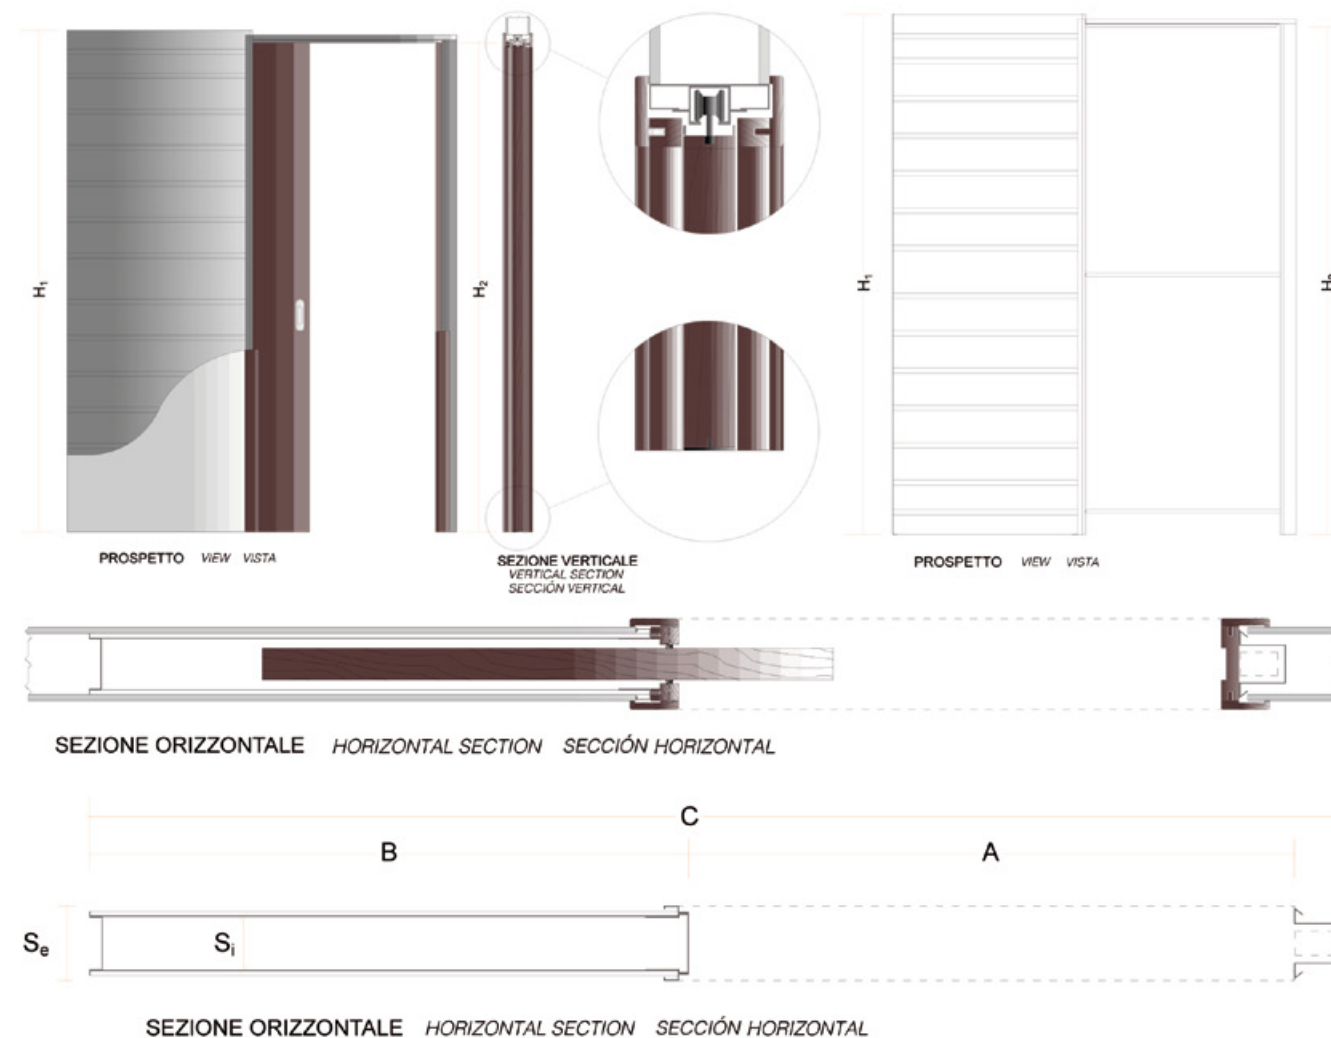 H1
H2
H1
PROSPETTO VIEW VISTA
SEZIONE VERTICALE
VERTICAL SECTION
SECCIÓN VERTICAL
PROSPETTO VIEW VISTA
SEZIONE ORIZZONTALE HORIZONTAL SECTION SECCIÓN HORIZONTAL
C
B
A
Se
Si
SEZIONE ORIZZONTALE HORIZONTAL SECTION SECCIÓN HORIZONTAL